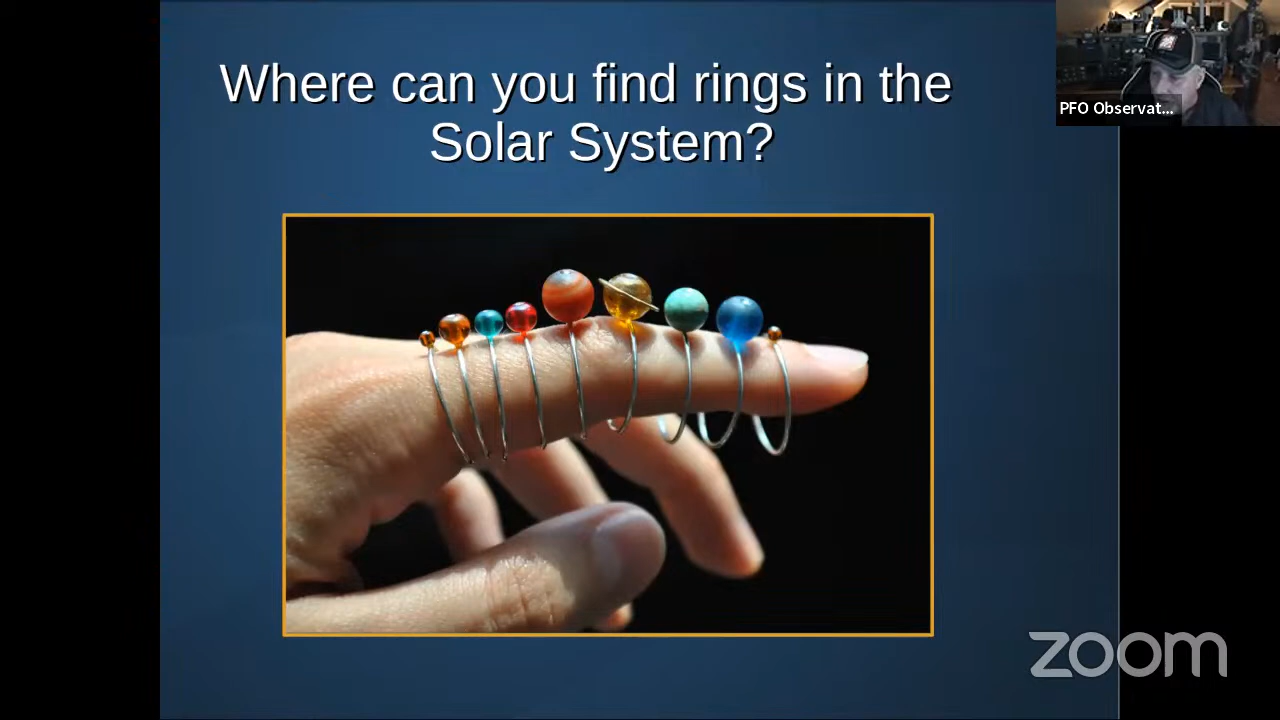 Where can you find rings in the
Solar System?
PFO Observat...
zoom